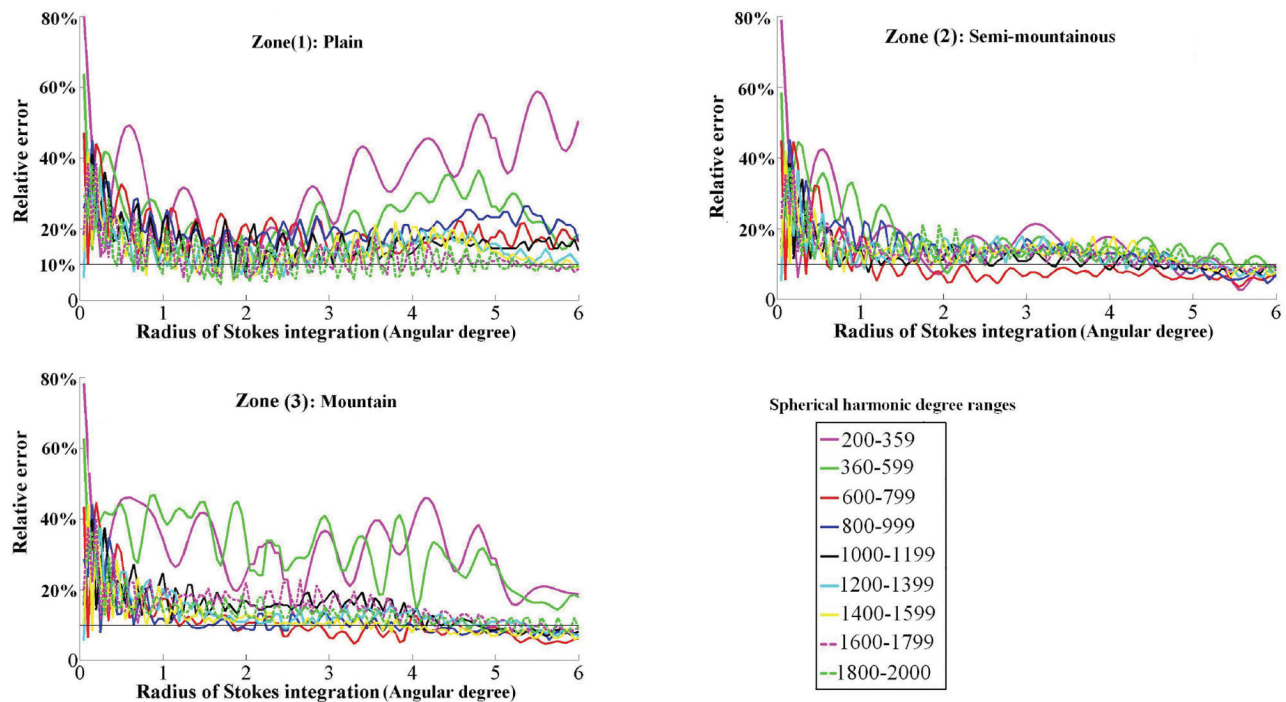 Zone(1): Plain
Relative error
80%
60%
40%
20%
10%
0
0 1 2 3 4 5 6
Radius of Stokes integration (Angular degree)
Zone (2): Semi-mountainous
Relative error
80%
60%
40%
20%
10%
0
0 1 2 3 4 5 6
Radius of Stokes integration (Angular degree)
Zone (3): Mountain
Relative error
80%
60%
40%
20%
10%
0
0 1 2 3 4 5 6
Radius of Stokes integration (Angular degree)
Spherical harmonic degree ranges
200-359
360-599
600-799
800-999
1000-1199
1200-1399
1400-1599
1600-1799
1800-2000